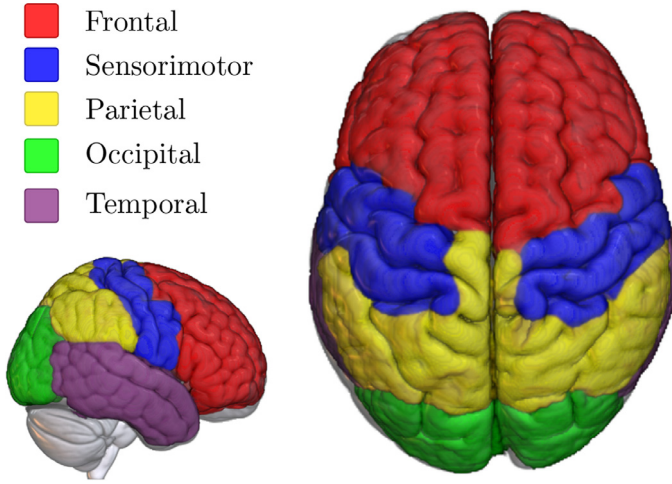 Frontal
Sensorimotor
Parietal
Occipital
Temporal